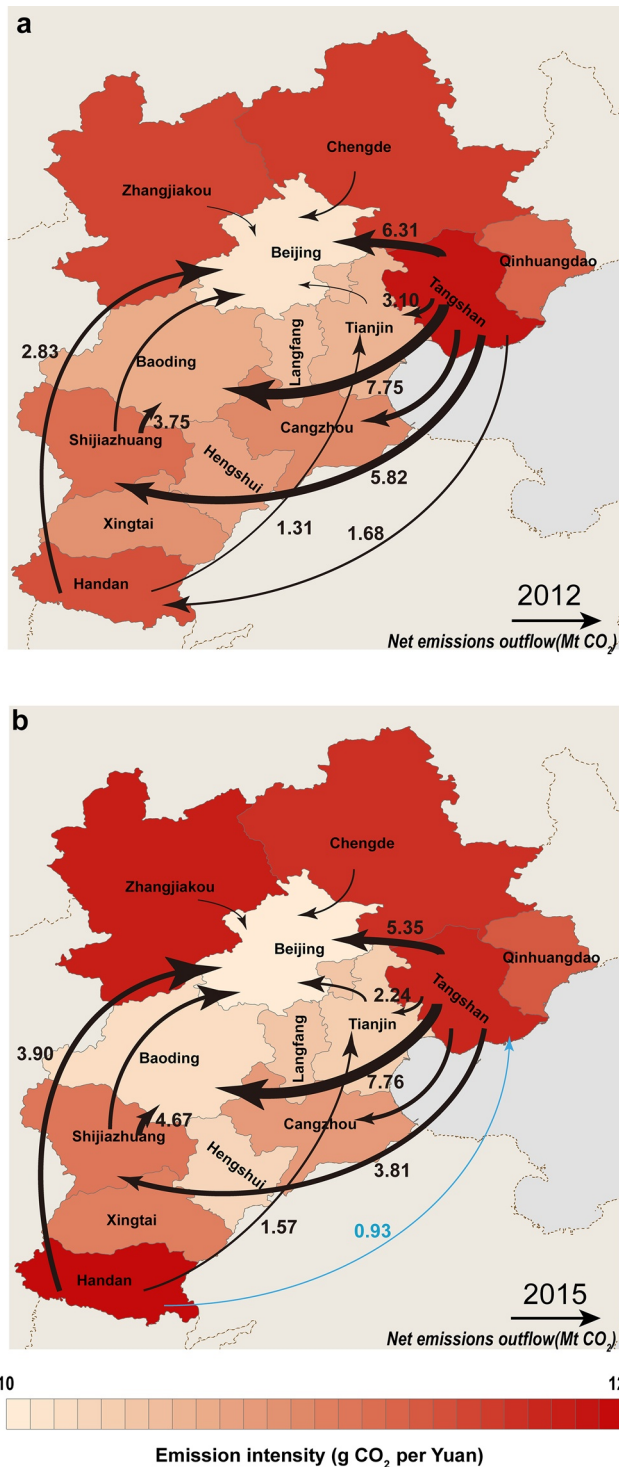 a
Chengde
Zhangjiakou
6.31
Beijing
Qinhuangdao
Tangshan
3.10
Tianjin
Langfang
2.83
Baoding
7.75
3.75
Cangzhou
Shijiazhuang
Hengshui
5.82
Xingtai
1.31
1.68
Handan
2012
Net emissions outflow(Mt CO₂)
b
Chengde
Zhangjiakou
5.35
Beijing
Qinhuangdao
Tangshan
2.24
Tianjin
Langfang
3.90
Baoding
7.76
4.67
Cangzhou
Shijiazhuang
Hengshui
3.81
Xingtai
1.57
0.93
Handan
2015
Net emissions outflow(Mt CO₂)
Emission intensity (g CO₂ per Yuan)